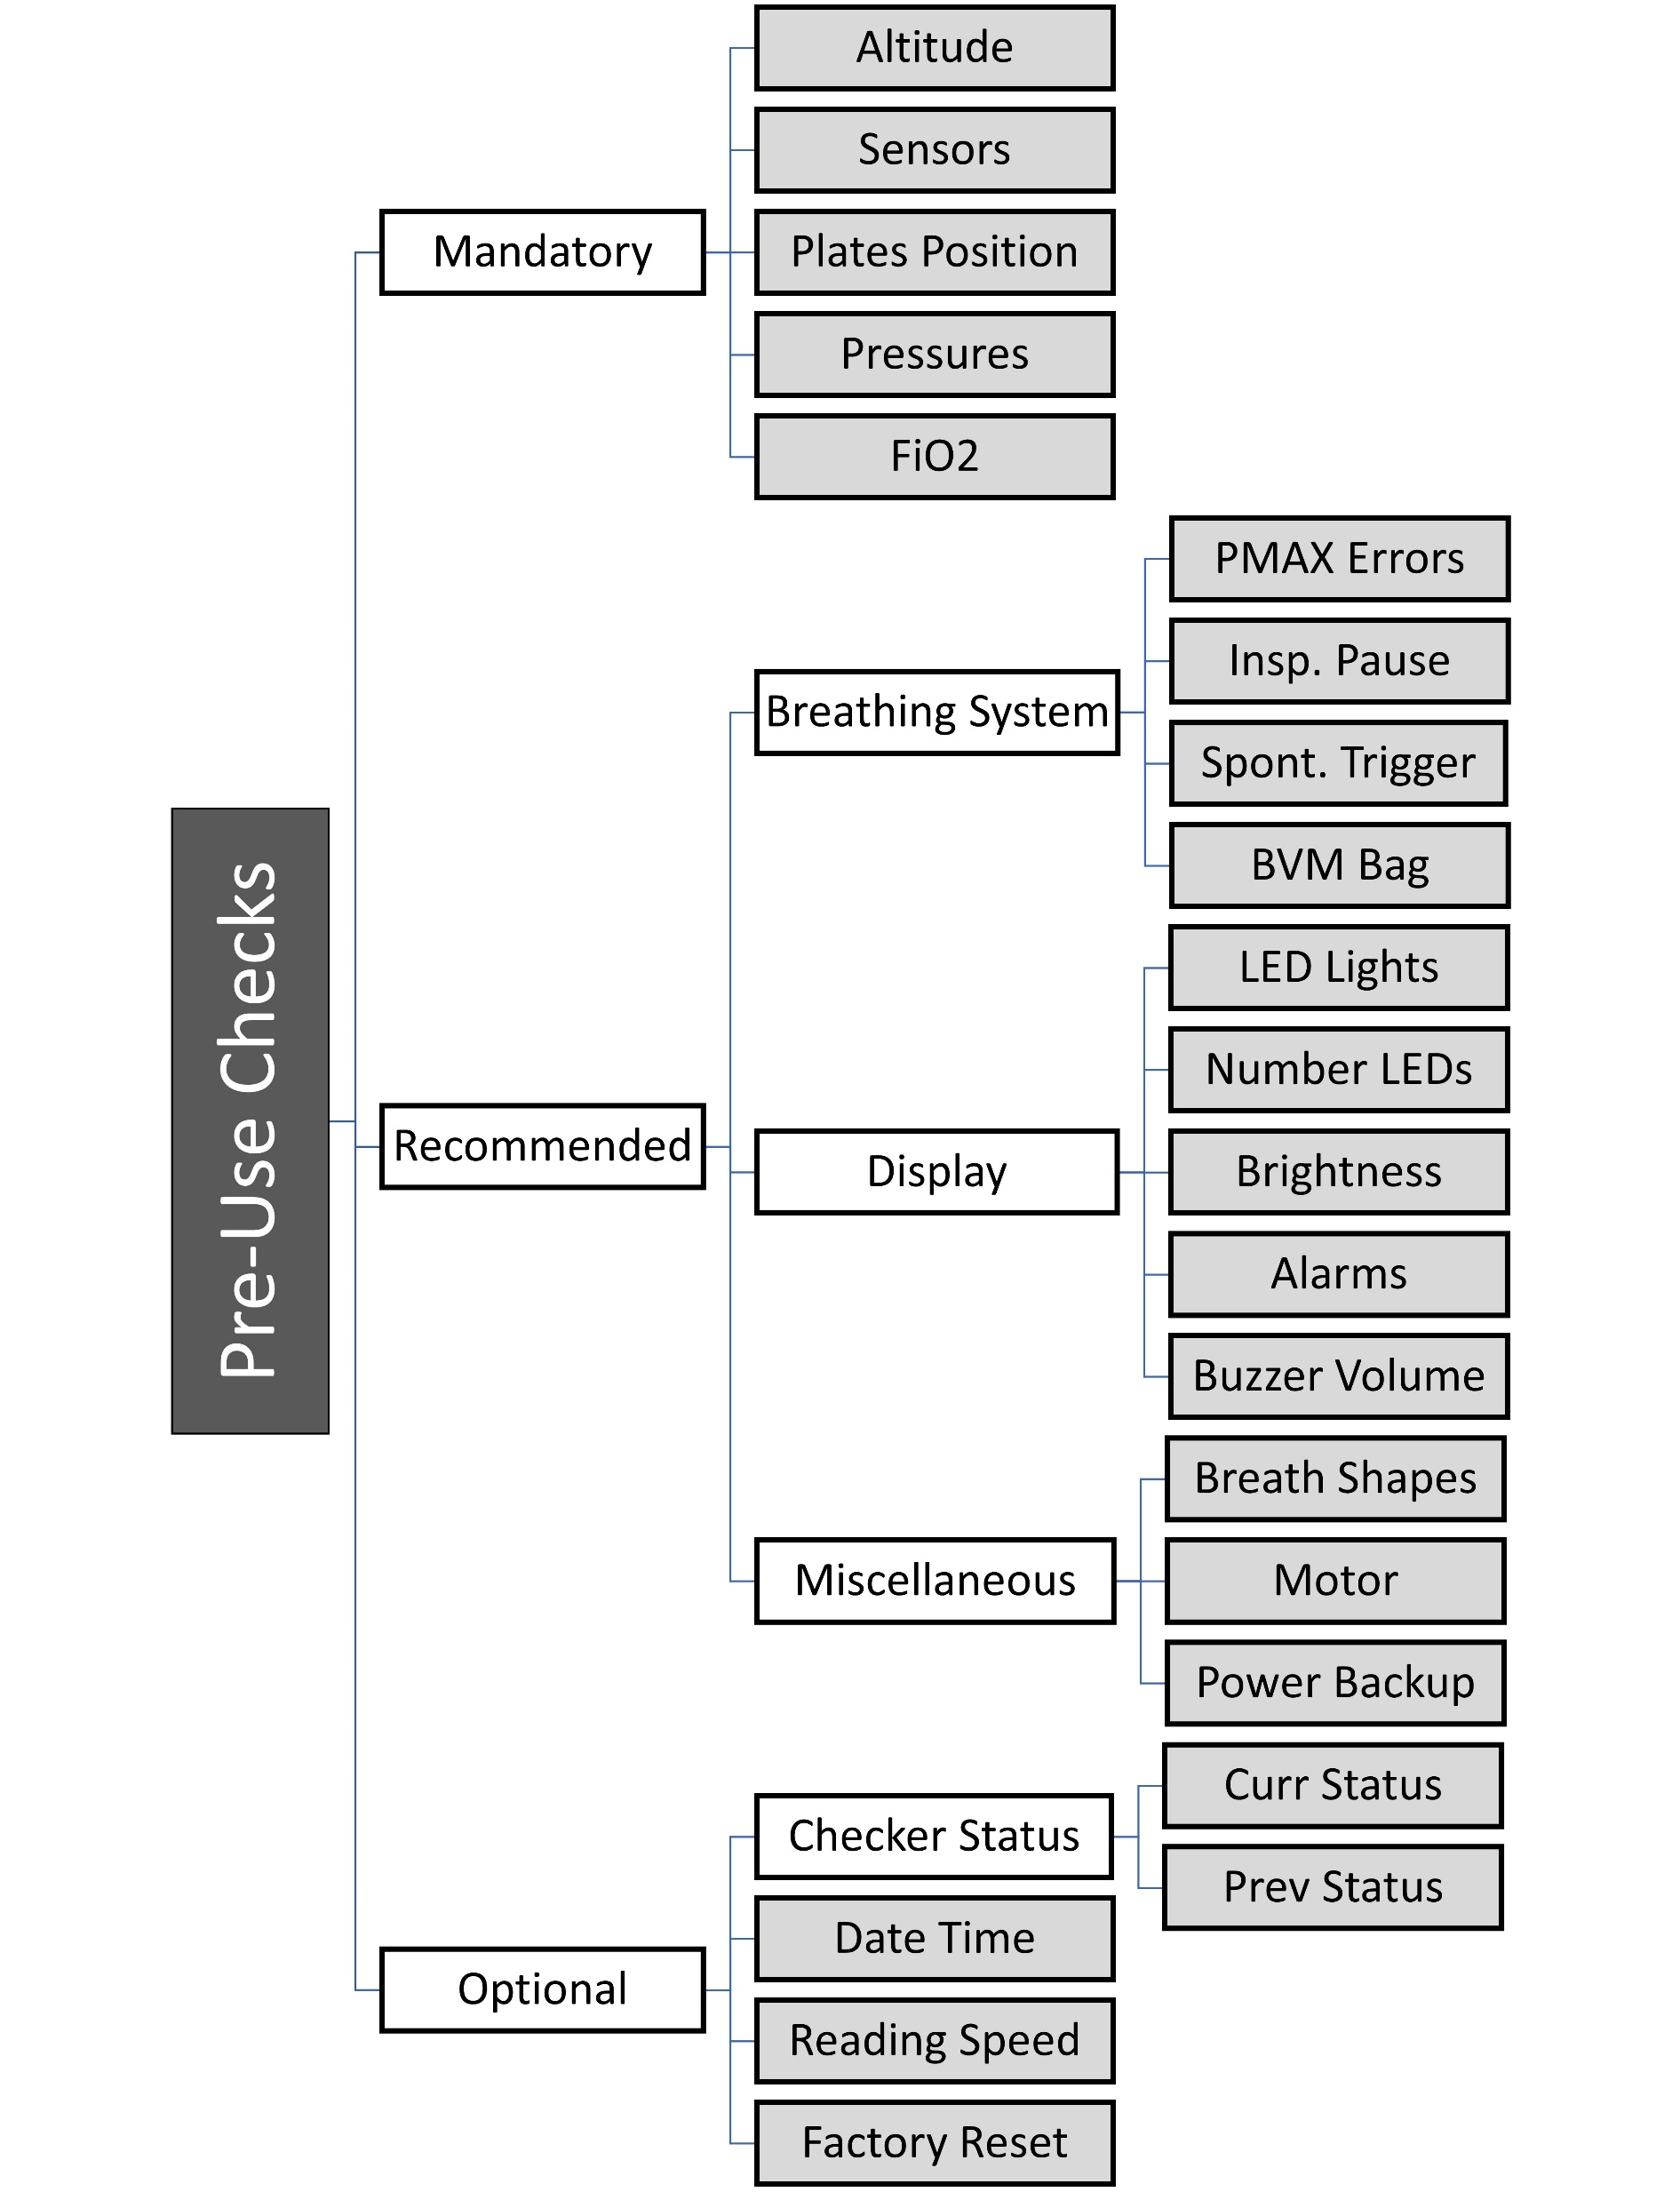 Pre-Use Checks
Mandatory
Altitude
Sensors
Plates Position
Pressures
FiO2
Recommended
Breathing System
PMAX Errors
Insp. Pause
Spont. Trigger
BVM Bag
Display
LED Lights
Number LEDs
Brightness
Alarms
Buzzer Volume
Miscellaneous
Breath Shapes
Motor
Power Backup
Optional
Checker Status
Curr Status
Prev Status
Date Time
Reading Speed
Factory Reset